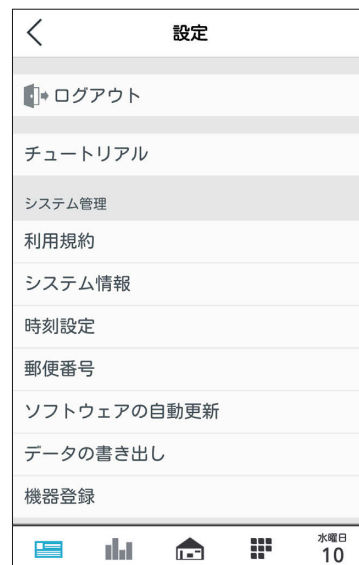 設定
ログアウト
チュートリアル
システム管理
利用規約
システム情報
時刻設定
郵便番号
ソフトウェアの自動更新
データの書き出し
機器登録
水曜日
10